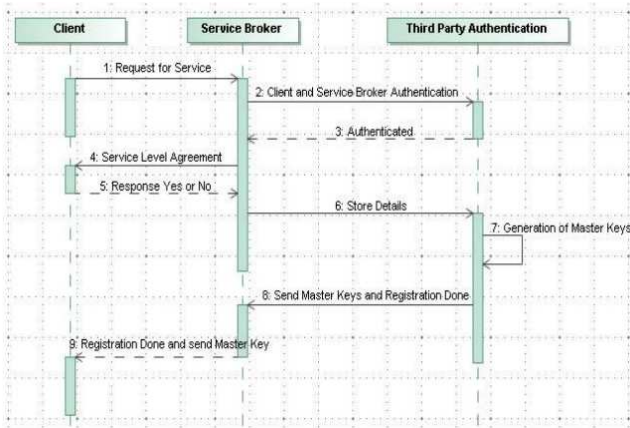 Client
Service Broker
Third Party Authentication
1: Request for Service
2: Client and Service Broker Authentication
3: Authenticated
4: Service Level Agreement
5: Response Yes or No
6: Store Details
7: Generation of Master Keys
8: Send Master Keys and Registration Done
9: Registration Done and send Master Key